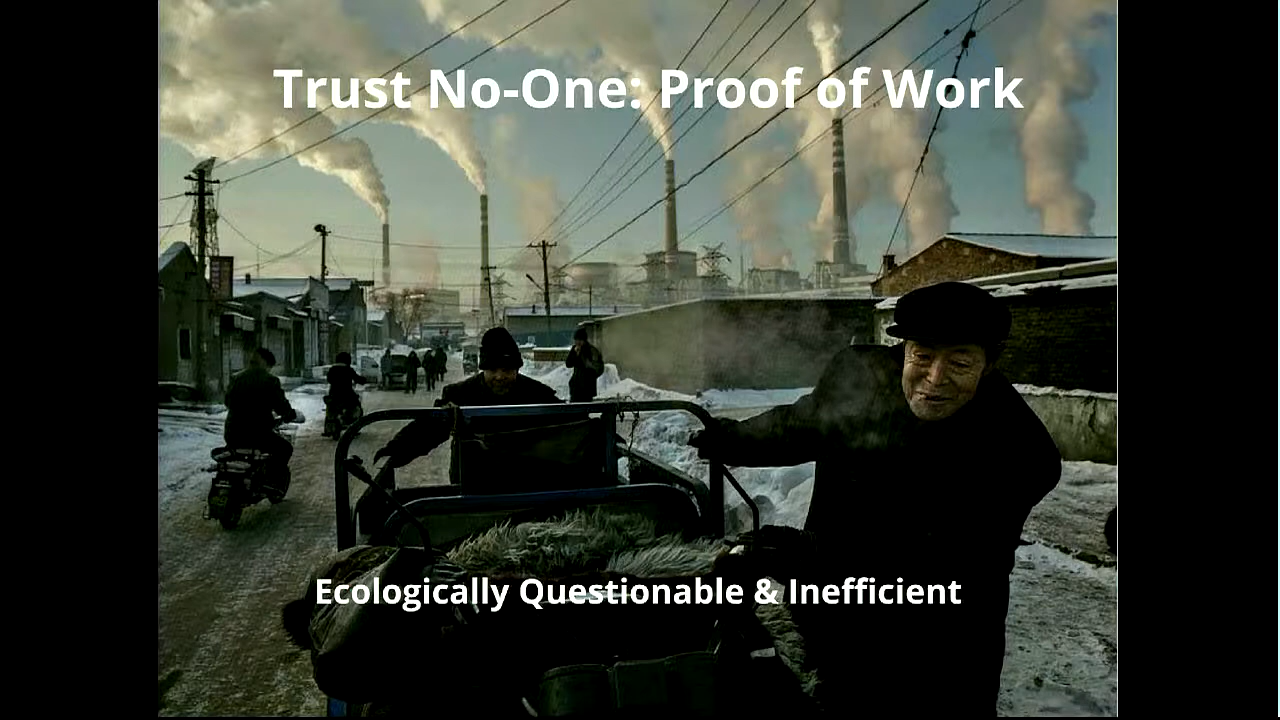 Trust No-One: Proof of Work
Ecologically Questionable & Inefficient